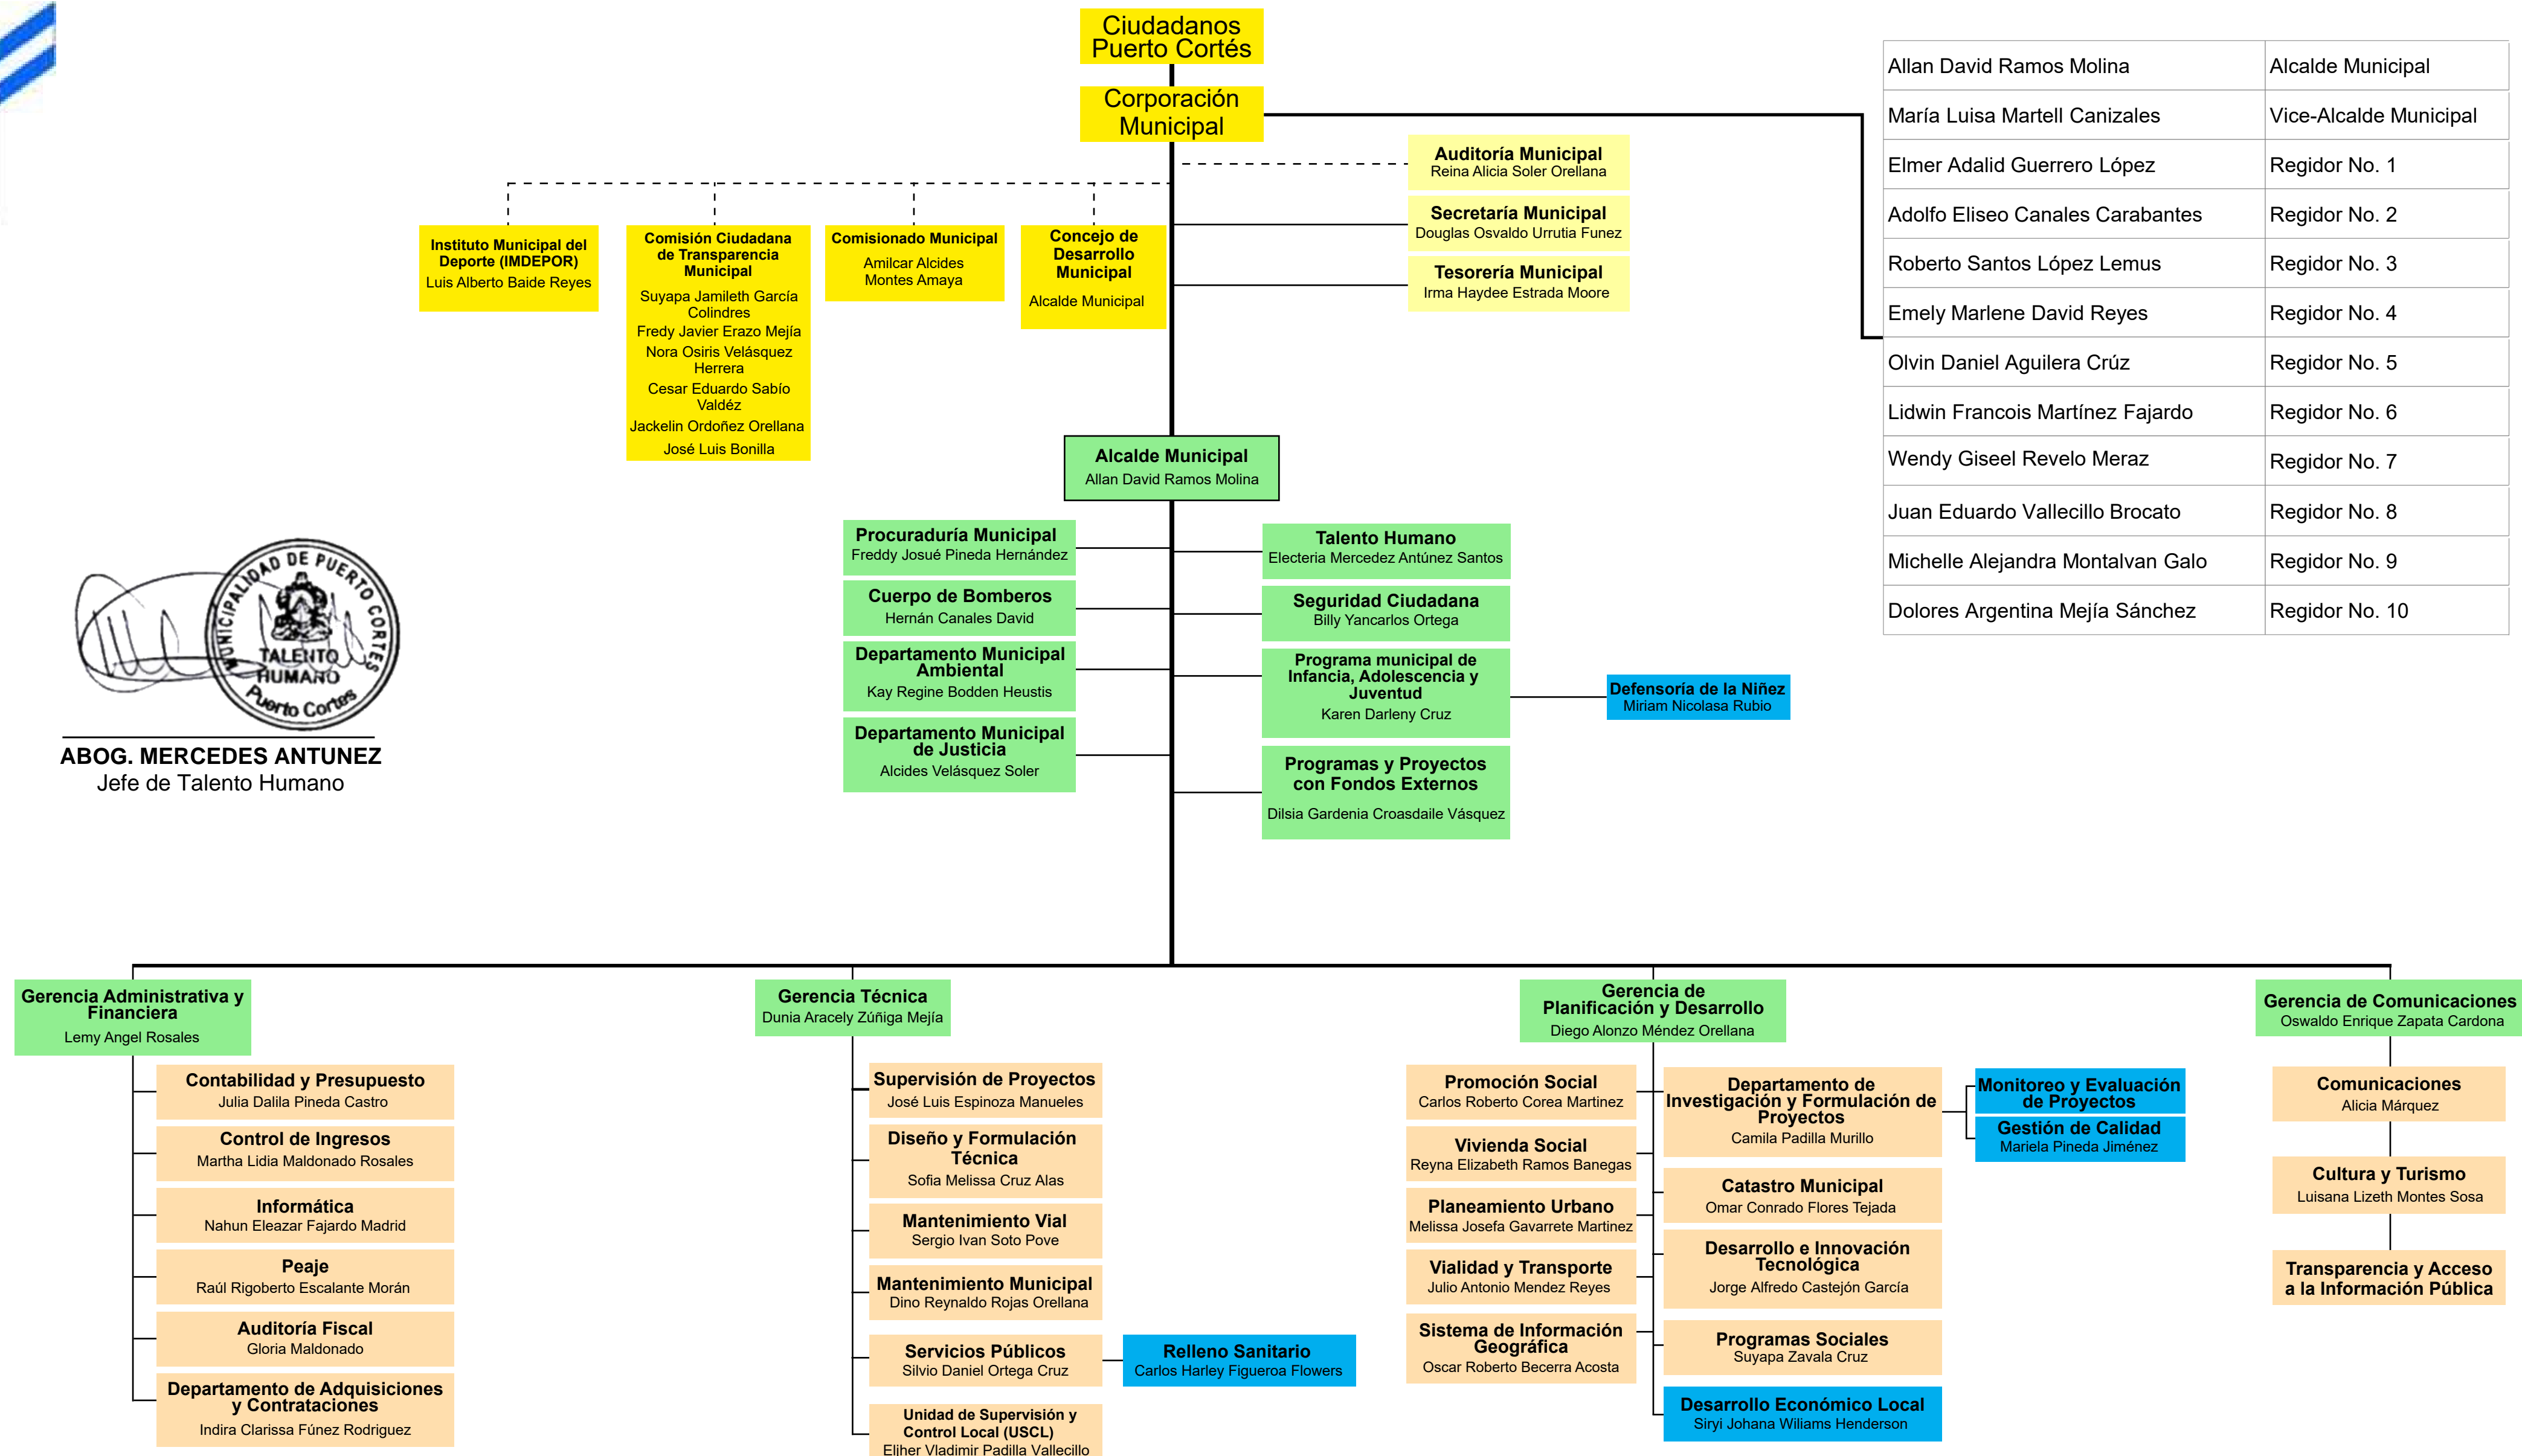 Ciudadanos
Puerto Cortés
Corporación
Municipal
Allan David Ramos Molina Alcalde Municipal
María Luisa Martell Canizales Vice-Alcalde Municipal
Elmer Adalid Guerrero López Regidor No. 1
Adolfo Eliseo Canales Carabantes Regidor No. 2
Roberto Santos López Lemus Regidor No. 3
Emely Marlene David Reyes Regidor No. 4
Olvin Daniel Aguilera Crúz Regidor No. 5
Lidwin Francois Martínez Fajardo Regidor No. 6
Wendy Giseel Revelo Meraz Regidor No. 7
Juan Eduardo Vallecillo Brocato Regidor No. 8
Michelle Alejandra Montalvan Galo Regidor No. 9
Dolores Argentina Mejía Sánchez Regidor No. 10
Auditoría Municipal
Reina Alicia Soler Orellana
Secretaría Municipal
Douglas Osvaldo Urrutia Funez
Tesorería Municipal
Irma Haydee Estrada Moore
Instituto Municipal del
Deporte (IMDEPOR)
Luis Alberto Baide Reyes
Comisión Ciudadana
de Transparencia
Municipal
Suyapa Jamileth García
Colindres
Fredy Javier Erazo Mejía
Nora Osiris Velásquez
Herrera
Cesar Eduardo Sabío
Valdéz
Jackelin Ordoñez Orellana
José Luis Bonilla
Comisionado Municipal
Amilcar Alcides
Montes Amaya
Concejo de
Desarrollo
Municipal
Alcalde Municipal
Alcalde Municipal
Allan David Ramos Molina
Procuraduría Municipal
Freddy Josué Pineda Hernández
Cuerpo de Bomberos
Hernán Canales David
Departamento Municipal
Ambiental
Kay Regine Bodden Heustis
Departamento Municipal
de Justicia
Alcides Velásquez Soler
Talento Humano
Electeria Mercedez Antúnez Santos
Seguridad Ciudadana
Billy Yancarlos Ortega
Programa municipal de
Infancia, Adolescencia y
Juventud
Karen Darleny Cruz
Defensoría de la Niñez
Miriam Nicolasa Rubio
Programas y Proyectos
con Fondos Externos
Dilsia Gardenia Croasdaile Vásquez
MUNICIPALIDAD DE PUERTO CORTES
TALENTO
HUMANO
Puerto Cortes
ABOG. MERCEDES ANTUNEZ
Jefe de Talento Humano
Gerencia Administrativa y
Financiera
Lemy Angel Rosales
Contabilidad y Presupuesto
Julia Dalila Pineda Castro
Control de Ingresos
Martha Lidia Maldonado Rosales
Informática
Nahun Eleazar Fajardo Madrid
Peaje
Raúl Rigoberto Escalante Morán
Auditoría Fiscal
Gloria Maldonado
Departamento de Adquisiciones
y Contrataciones
Indira Clarissa Fúnez Rodriguez
Gerencia Técnica
Dunia Aracely Zúñiga Mejía
Supervisión de Proyectos
José Luis Espinoza Manueles
Diseño y Formulación
Técnica
Sofia Melissa Cruz Alas
Mantenimiento Vial
Sergio Ivan Soto Pove
Mantenimiento Municipal
Dino Reynaldo Rojas Orellana
Servicios Públicos
Silvio Daniel Ortega Cruz
Relleno Sanitario
Carlos Harley Figueroa Flowers
Unidad de Supervisión y
Control Local (USCL)
Eliher Vladimir Padilla Vallecillo
Gerencia de
Planificación y Desarrollo
Diego Alonzo Méndez Orellana
Promoción Social
Carlos Roberto Corea Martinez
Vivienda Social
Reyna Elizabeth Ramos Banegas
Planeamiento Urbano
Melissa Josefa Gavarrete Martinez
Vialidad y Transporte
Julio Antonio Mendez Reyes
Sistema de Información
Geográfica
Oscar Roberto Becerra Acosta
Departamento de
Investigación y Formulación de
Proyectos
Camila Padilla Murillo
Monitoreo y Evaluación
de Proyectos
Gestión de Calidad
Mariela Pineda Jiménez
Catastro Municipal
Omar Conrado Flores Tejada
Desarrollo e Innovación
Tecnológica
Jorge Alfredo Castejón García
Programas Sociales
Suyapa Zavala Cruz
Desarrollo Económico Local
Siryi Johana Wiliams Henderson
Gerencia de Comunicaciones
Oswaldo Enrique Zapata Cardona
Comunicaciones
Alicia Márquez
Cultura y Turismo
Luisana Lizeth Montes Sosa
Transparencia y Acceso
a la Información Pública